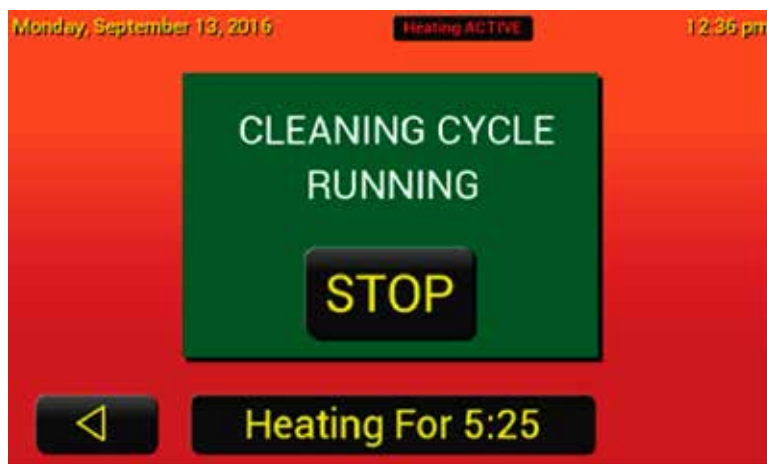 Monday, September 13, 2016
Heating ACTIVE
12:36 pm
CLEANING CYCLE
RUNNING
STOP
Heating For 5:25